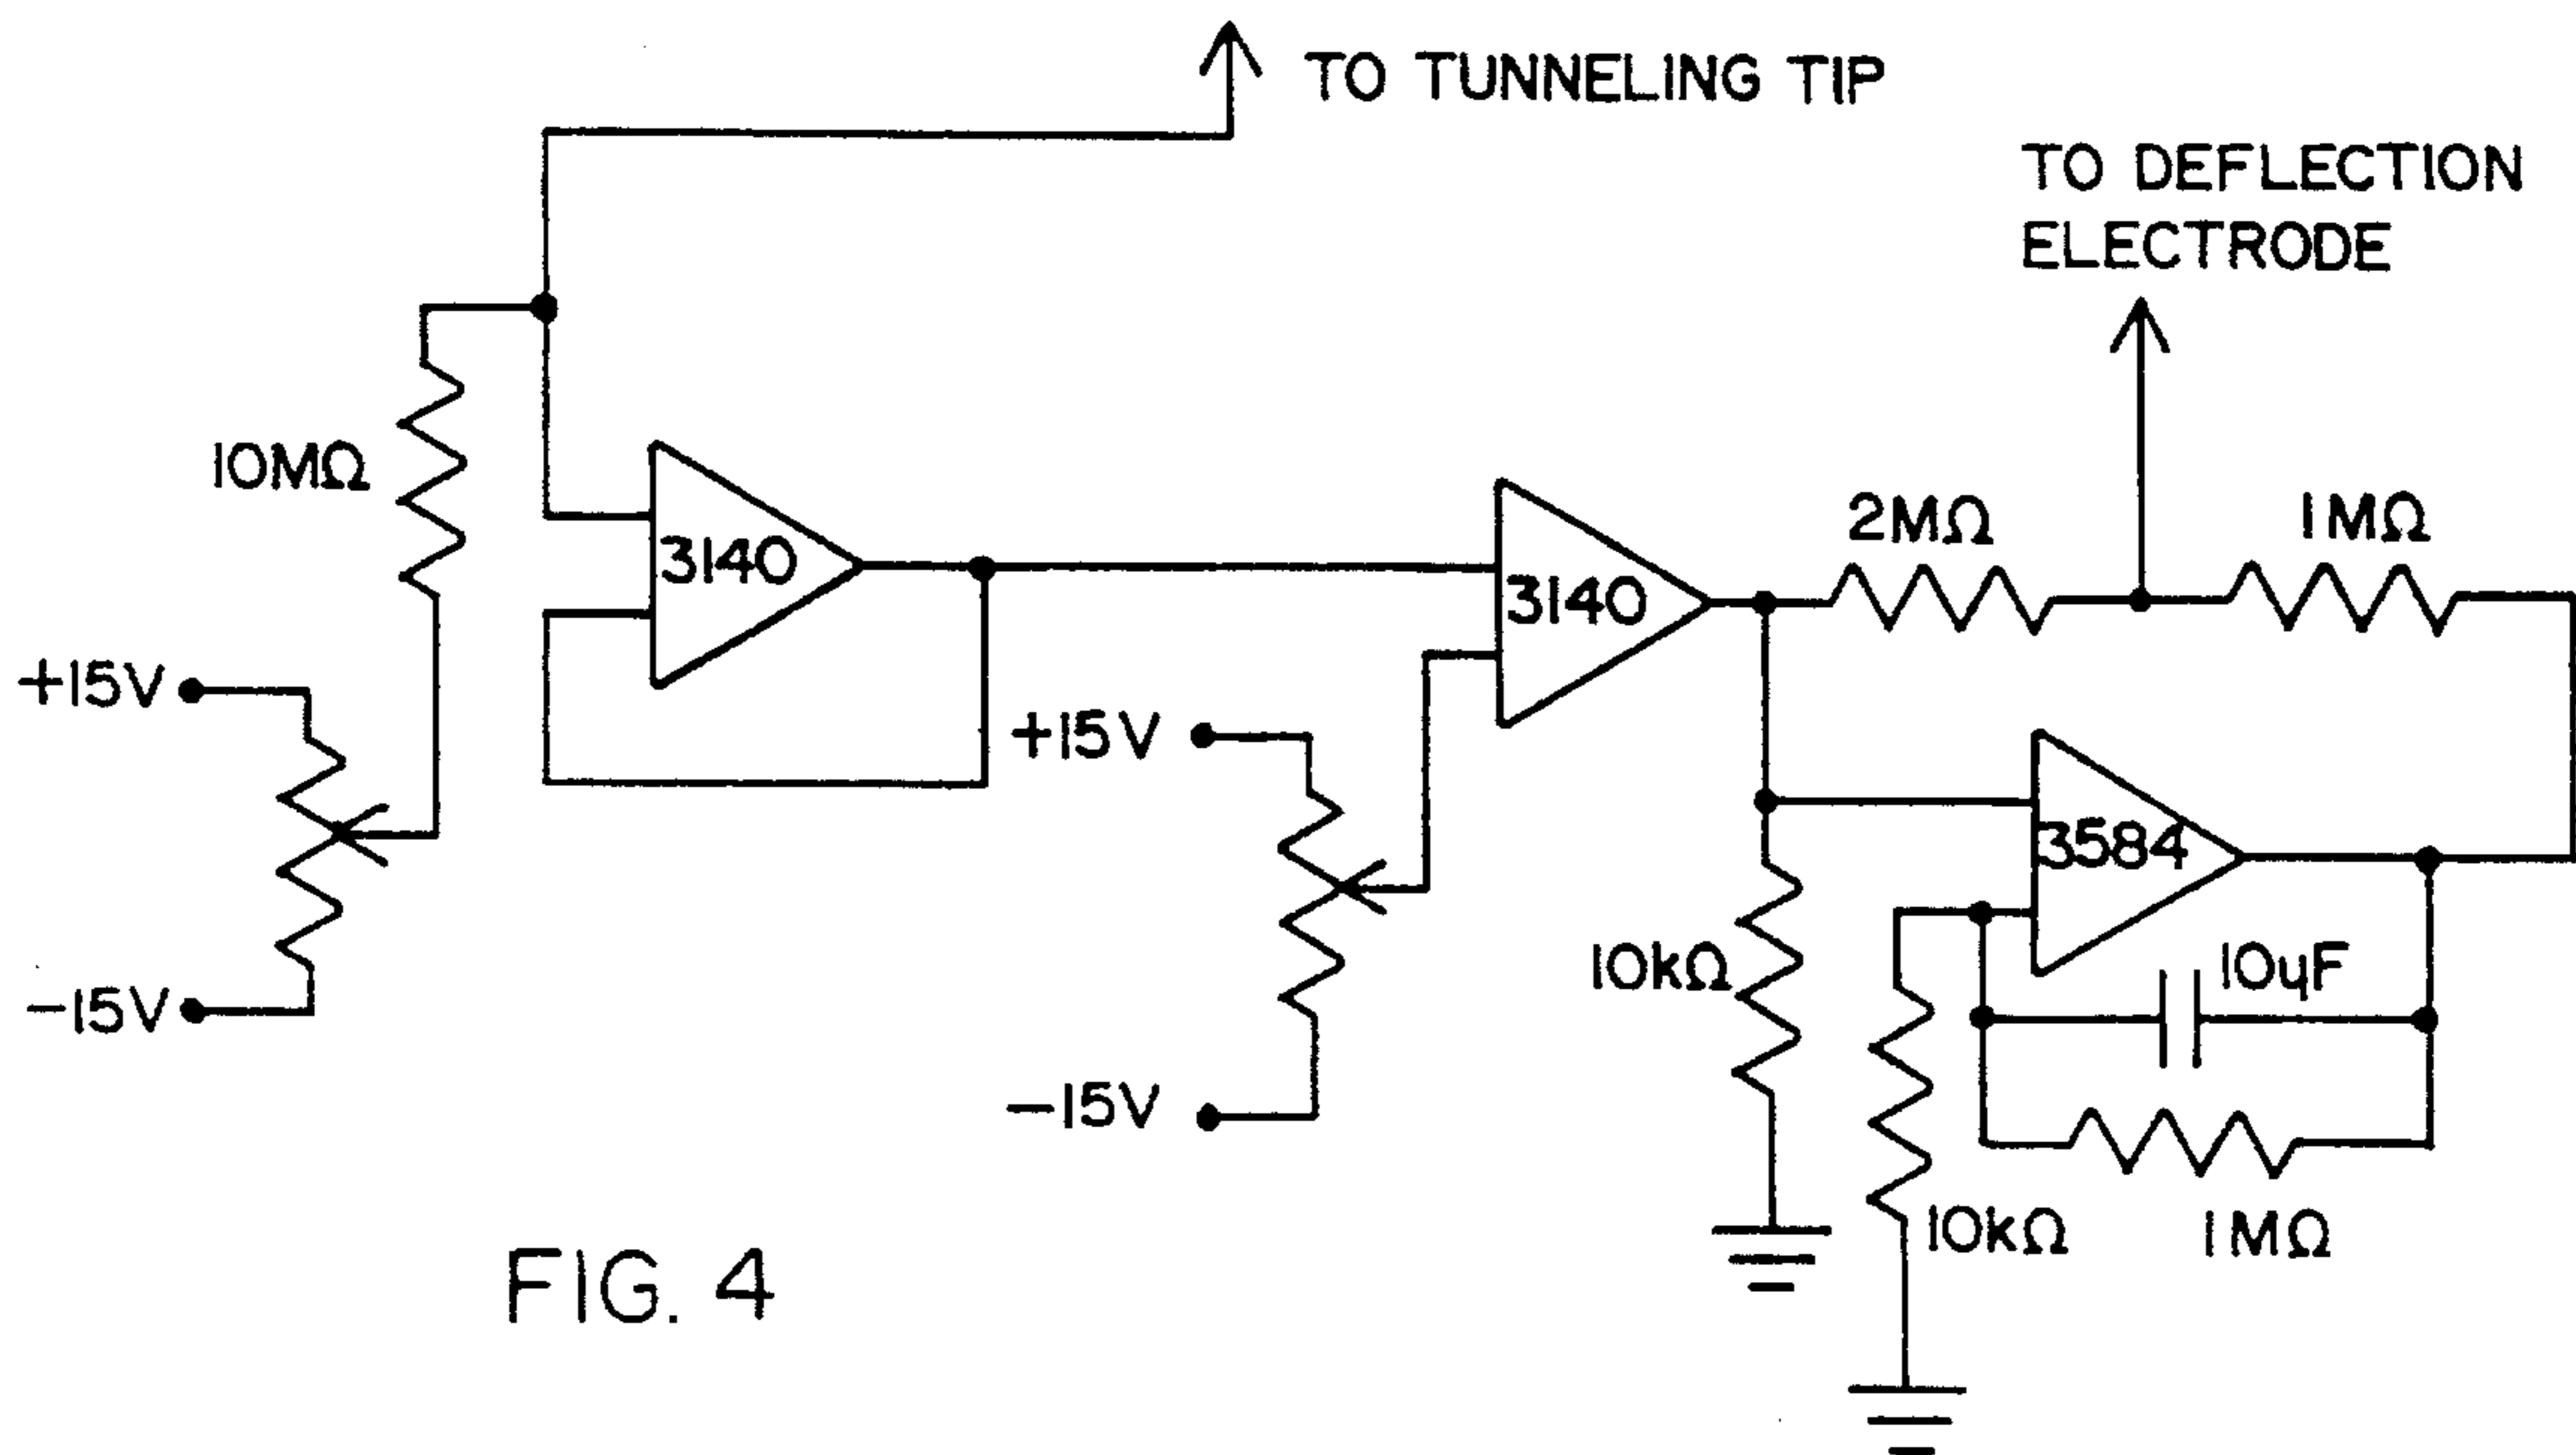 TO TUNNELING TIP
TO DEFLECTION
ELECTRODE
10MΩ
3140
3140
2MΩ
1MΩ
+15V
+15V
3584
10kΩ
10μF
-15V
-15V
10kΩ
1MΩ
FIG. 4